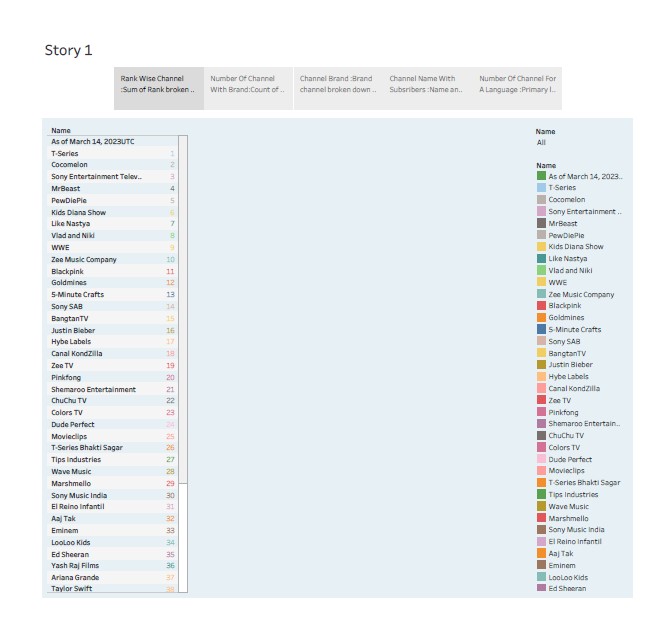 Story 1
Rank Wise Channel :Sum of Rank broken ..
Number Of Channel With Brand:Count of ..
Channel Brand :Brand channel broken down ..
Channel Name With Subsribers :Name an..
Number Of Channel For A Language :Primary l..
Name
As of March 14, 2023UTC
T-Series 1
Cocomelon 2
Sony Entertainment Telev.. 3
MrBeast 4
PewDiePie 5
Kids Diana Show 6
Like Nastya 7
Vlad and Niki 8
WWE 9
Zee Music Company 10
Blackpink 11
Goldmines 12
5-Minute Crafts 13
Sony SAB 14
BangtanTV 15
Justin Bieber 16
Hybe Labels 17
Canal KondZilla 18
Zee TV 19
Pinkfong 20
Shemaroo Entertainment 21
ChuChu TV 22
Colors TV 23
Dude Perfect 24
Movieclips 25
T-Series Bhakti Sagar 26
Tips Industries 27
Wave Music 28
Marshmello 29
Sony Music India 30
El Reino Infantil 31
Aaj Tak 32
Eminem 33
LooLoo Kids 34
Ed Sheeran 35
Yash Raj Films 36
Ariana Grande 37
Taylor Swift 38
Name
All
Name
As of March 14, 2023..
T-Series
Cocomelon
Sony Entertainment ..
MrBeast
PewDiePie
Kids Diana Show
Like Nastya
Vlad and Niki
WWE
Zee Music Company
Blackpink
Goldmines
5-Minute Crafts
Sony SAB
BangtanTV
Justin Bieber
Hybe Labels
Canal KondZilla
Zee TV
Pinkfong
Shemaroo Entertain..
ChuChu TV
Colors TV
Dude Perfect
Movieclips
T-Series Bhakti Sagar
Tips Industries
Wave Music
Marshmello
Sony Music India
El Reino Infantil
Aaj Tak
Eminem
LooLoo Kids
Ed Sheeran